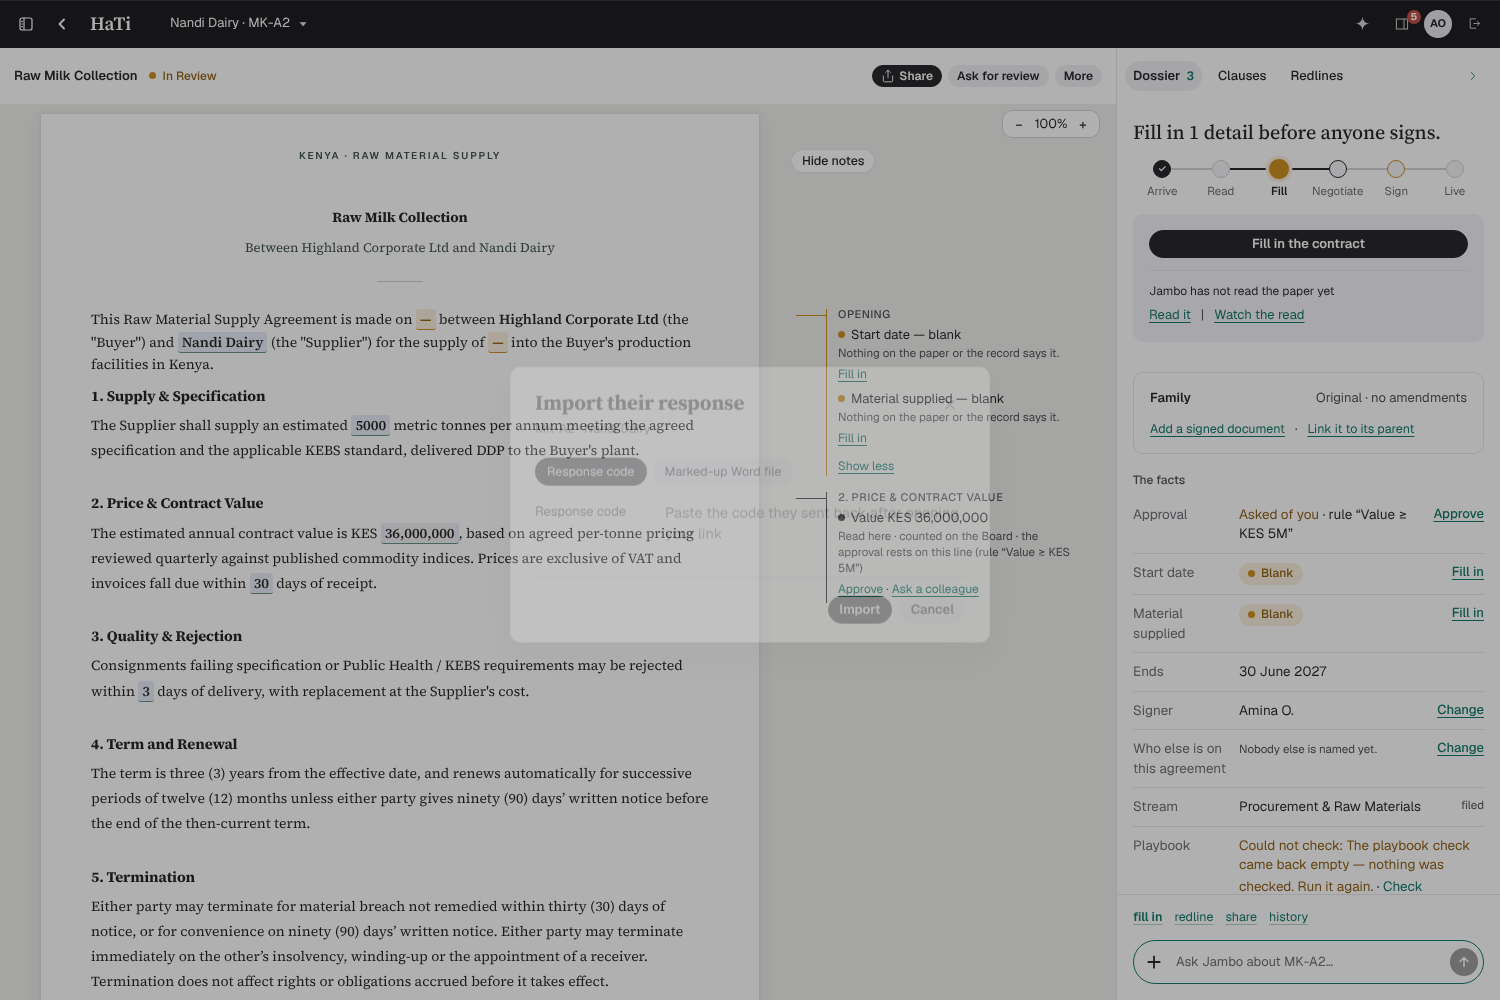 HaTi
Nandi Dairy · MK-A2
5
AO
Raw Milk Collection
In Review
Share
Ask for review
More
Dossier 3
Clauses
Redlines
− 100% +
Hide notes
KENYA · RAW MATERIAL SUPPLY
Raw Milk Collection
Between Highland Corporate Ltd and Nandi Dairy
This Raw Material Supply Agreement is made on — between Highland Corporate Ltd (the
"Buyer") and Nandi Dairy (the "Supplier") for the supply of — into the Buyer's production
facilities in Kenya.
1. Supply & Specification
The Supplier shall supply an estimated 5000 metric tonnes per annum meeting the agreed
specification and the applicable KEBS standard, delivered DDP to the Buyer's plant.
2. Price & Contract Value
The estimated annual contract value is KES 36,000,000, based on agreed per-tonne pricing
reviewed quarterly against published commodity indices. Prices are exclusive of VAT and
invoices fall due within 30 days of receipt.
3. Quality & Rejection
Consignments failing specification or Public Health / KEBS requirements may be rejected
within 3 days of delivery, with replacement at the Supplier's cost.
4. Term and Renewal
The term is three (3) years from the effective date, and renews automatically for successive
periods of twelve (12) months unless either party gives ninety (90) days’ written notice before
the end of the then-current term.
5. Termination
Either party may terminate for material breach not remedied within thirty (30) days of
notice, or for convenience on ninety (90) days’ written notice. Either party may terminate
immediately on the other’s insolvency, winding-up or the appointment of a receiver.
Termination does not affect rights or obligations accrued before it takes effect.
OPENING
Start date — blank
Nothing on the paper or the record says it.
Fill in
Material supplied — blank
Nothing on the paper or the record says it.
Fill in
Show less
2. PRICE & CONTRACT VALUE
Value KES 36,000,000
Read here · counted on the Board · the
approval rests on this line (rule “Value ≥ KES
5M”)
Approve · Ask a colleague
Import their response
Response code
Marked-up Word file
Response code
Paste the code they sent back after opening
your link
Import
Cancel
Fill in 1 detail before anyone signs.
Arrive
Read
Fill
Negotiate
Sign
Live
Fill in the contract
Jambo has not read the paper yet
Read it | Watch the read
Family
Original · no amendments
Add a signed document · Link it to its parent
The facts
Approval
Asked of you · rule “Value ≥
KES 5M”
Approve
Start date
Blank
Fill in
Material
supplied
Blank
Fill in
Ends
30 June 2027
Signer
Amina O.
Change
Who else is on
this agreement
Nobody else is named yet.
Change
Stream
Procurement & Raw Materials
filed
Playbook
Could not check: The playbook check
came back empty — nothing was
checked. Run it again. · Check
fill in
redline
share
history
Ask Jambo about MK-A2…